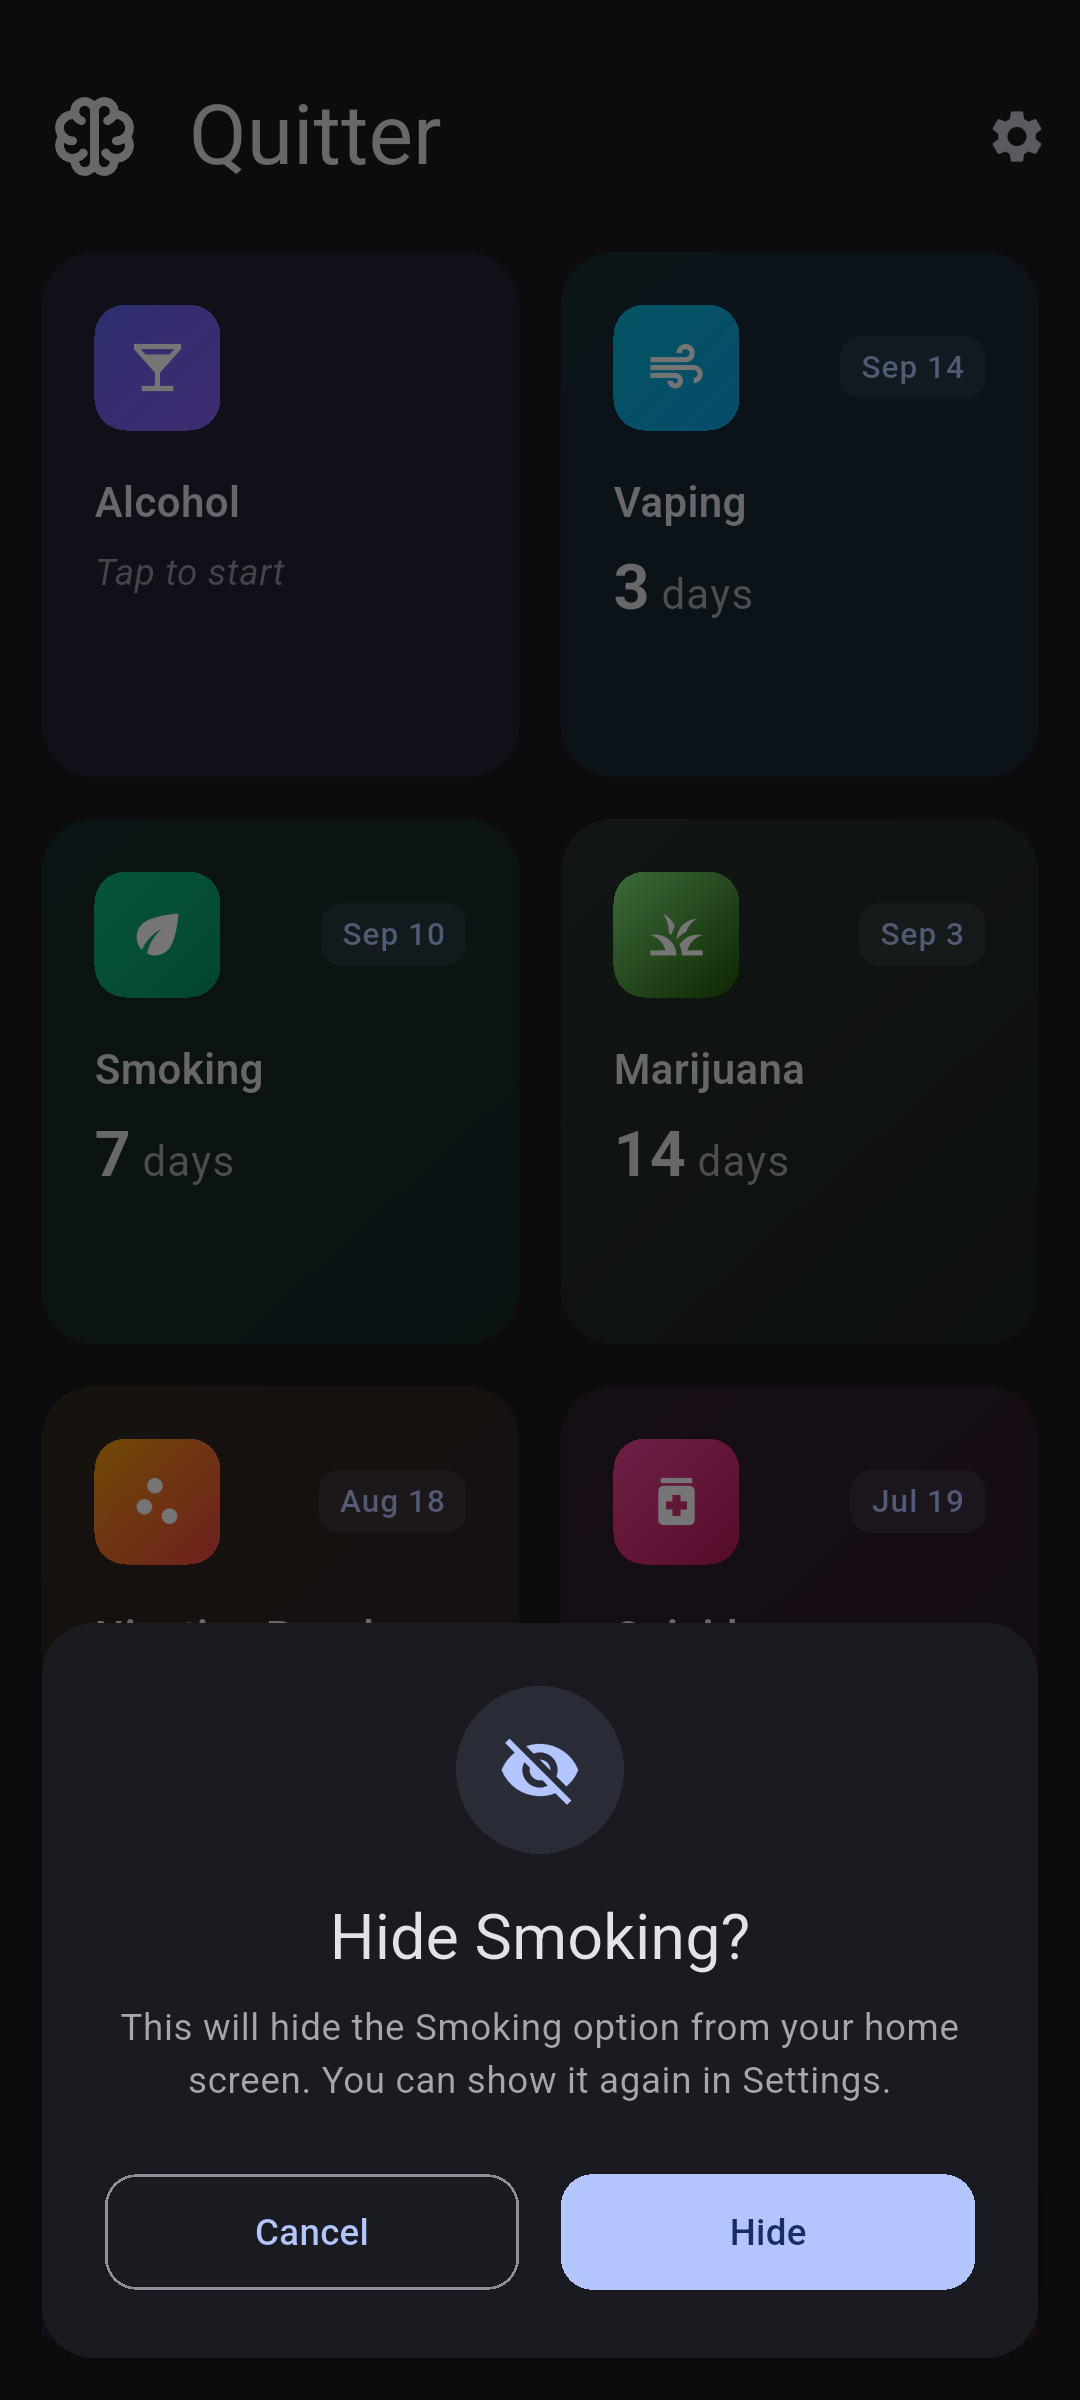 Quitter
Alcohol
Tap to start
Sep 14
Vaping
3 days
Sep 10
Smoking
7 days
Sep 3
Marijuana
14 days
Aug 18
Jul 19
Hide Smoking?
This will hide the Smoking option from your home
screen. You can show it again in Settings.
Cancel
Hide